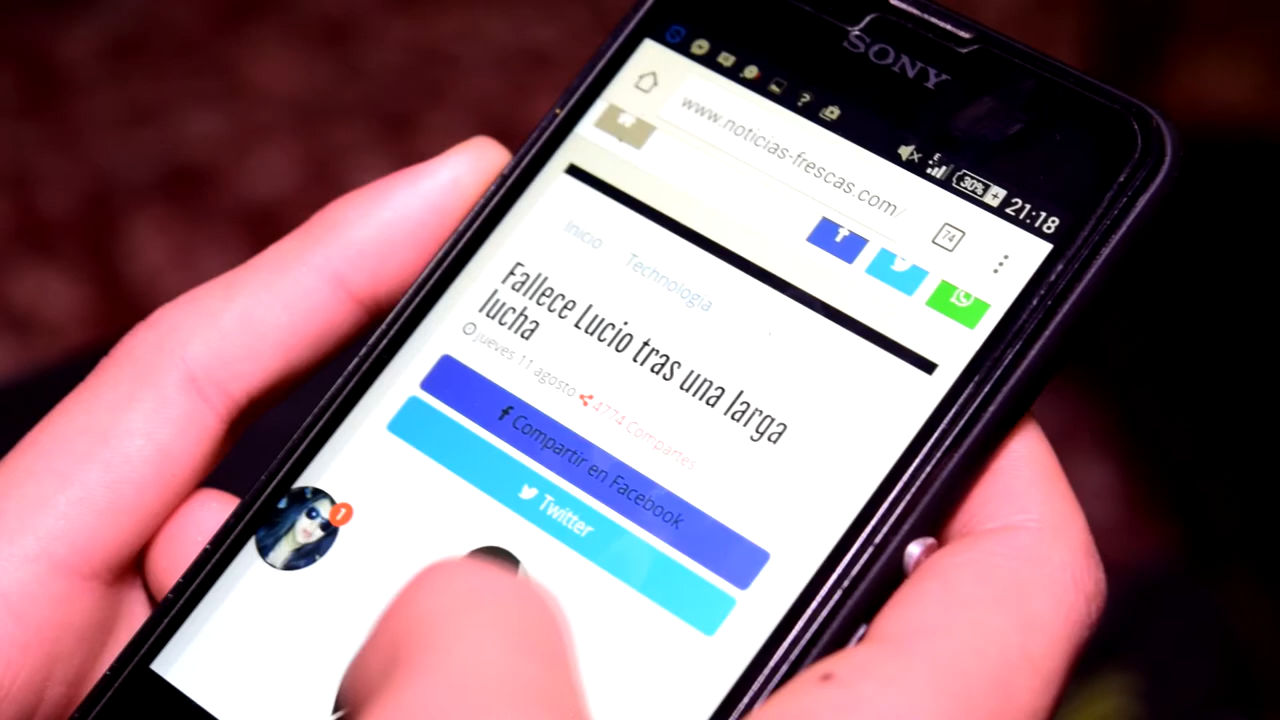 SONY
E
30%
21:18
www.noticias-frescas.com/
74
Inicio
Technologia
Fallece Lucio tras una larga
lucha
jueves 11 agosto 4774 Compartes
f Compartir en Facebook
Twitter
1